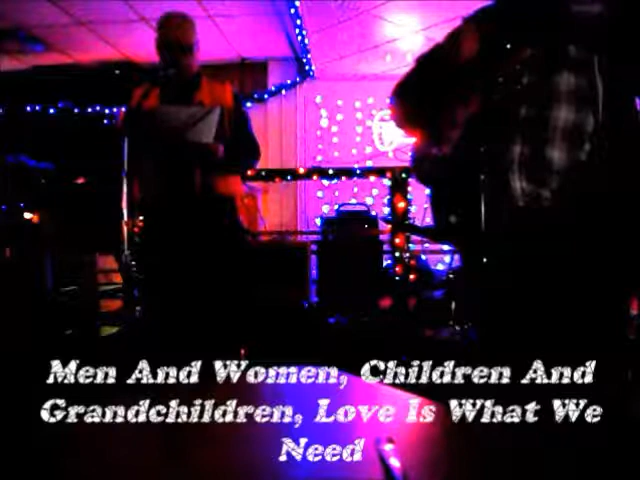 Men And Women, Children And
Grandchildren, Love Is What We
Need